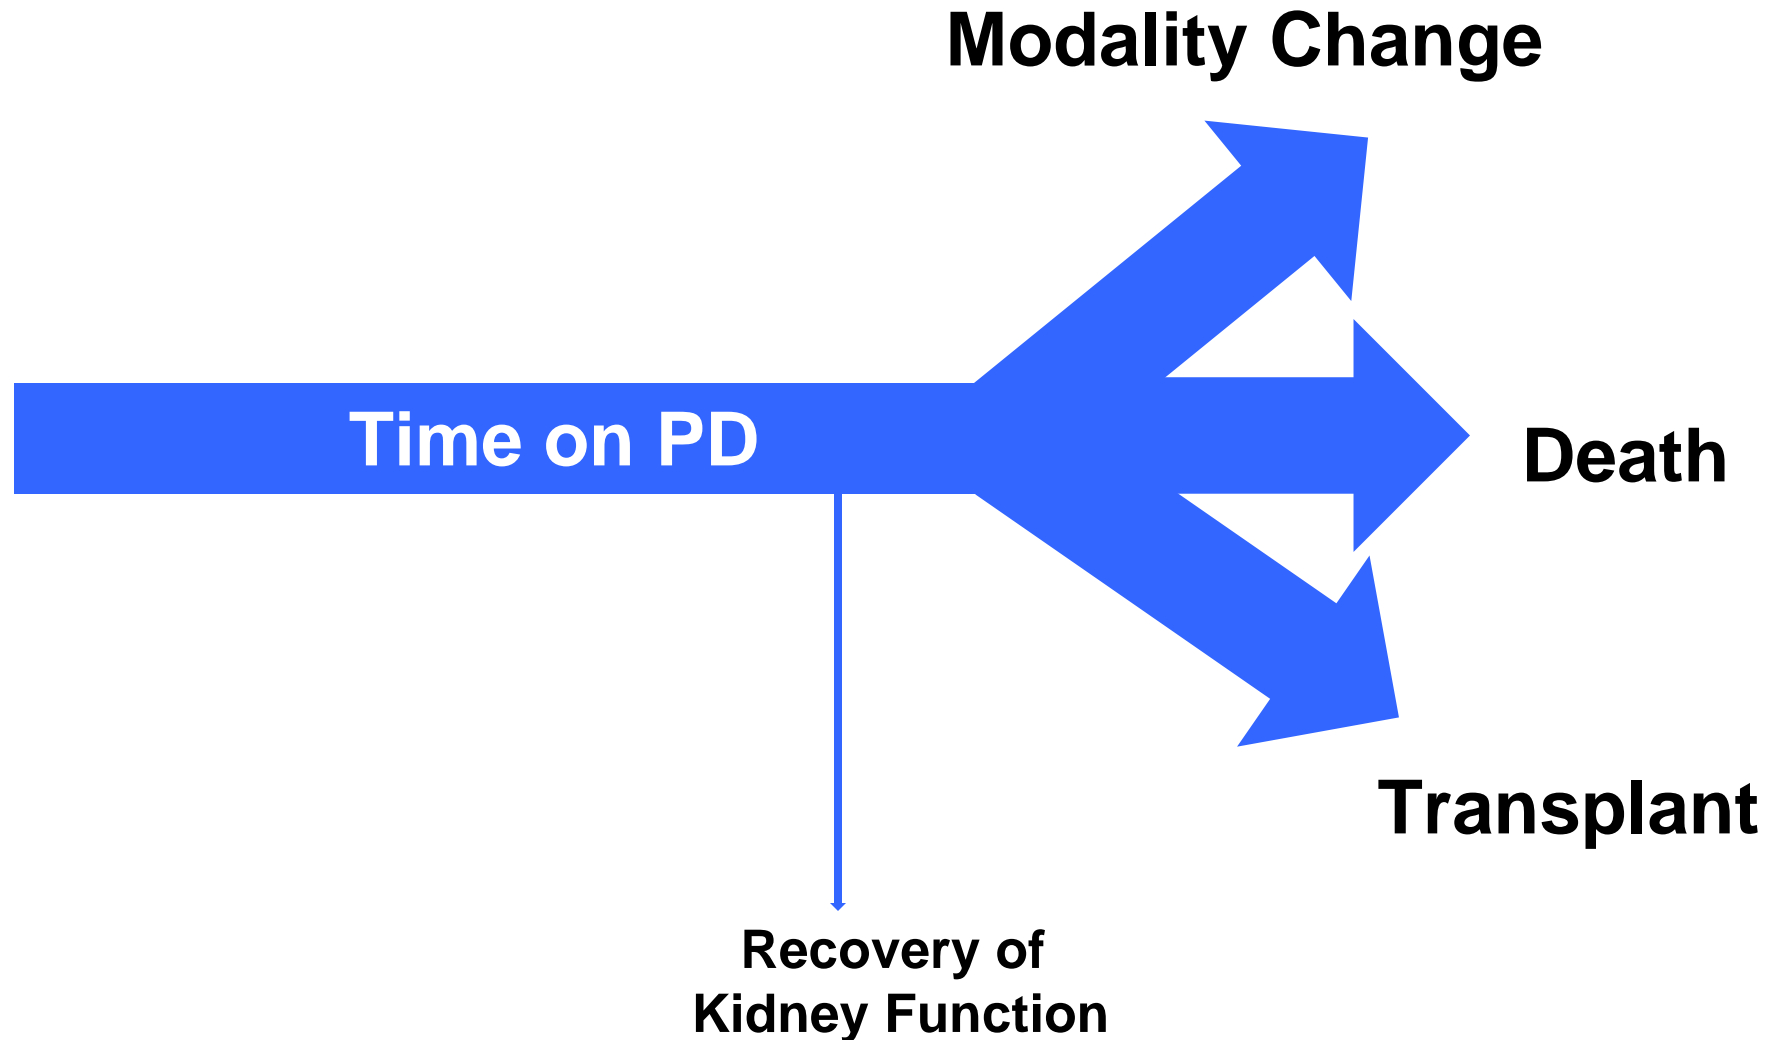 Modality Change
Time on PD
Death
Transplant
Recovery of
Kidney Function